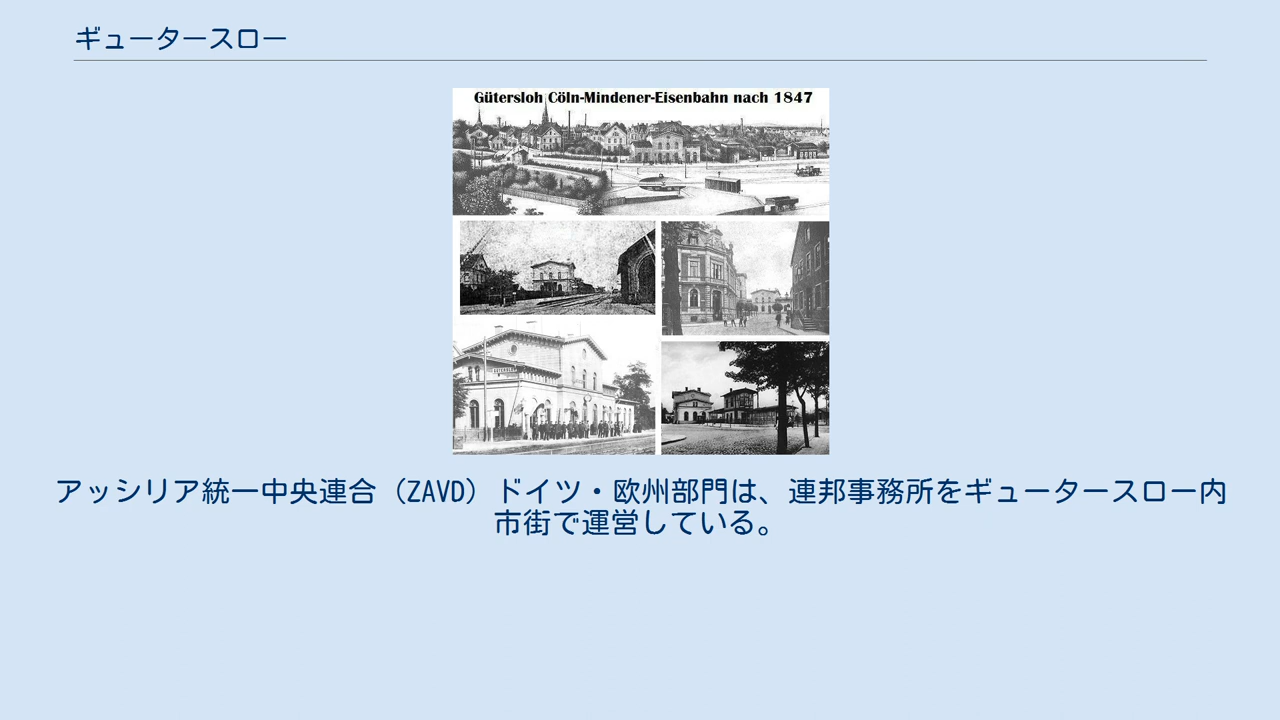 ギュータースロー
Gütersloh Cöln-Mindener-Eisenbahn nach 1847
アッシリア統一中央連合（ZAVD）ドイツ・欧州部門は、連邦事務所をギュータースロー内
市街で運営している。